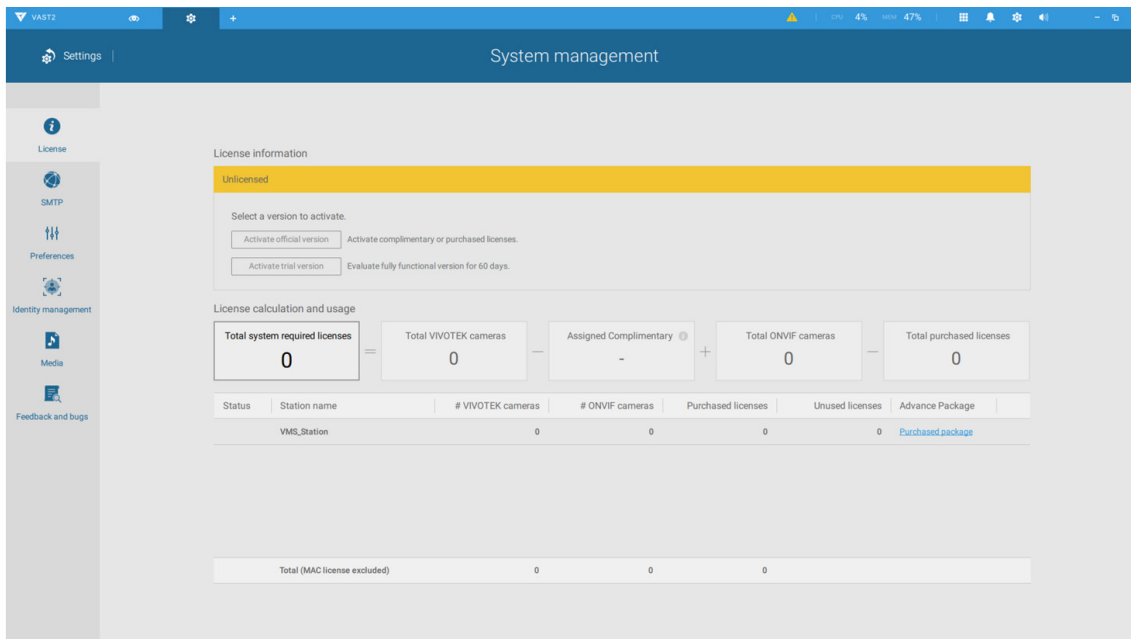 VAST2
CPU 4% MEM 47%
Settings
System management
License
SMTP
Preferences
Identity management
Media
Feedback and bugs
License information
Unlicensed
Select a version to activate.
Activate official version Activate complimentary or purchased licenses.
Activate trial version Evaluate fully functional version for 60 days.
License calculation and usage
Total system required licenses = Total VIVOTEK cameras — Assigned Complimentary + Total ONVIF cameras — Total purchased licenses
0 0 - 0 0
Status Station name # VIVOTEK cameras # ONVIF cameras Purchased licenses Unused licenses Advance Package
VMS_Station 0 0 0 0 Purchased package
Total (MAC license excluded) 0 0 0